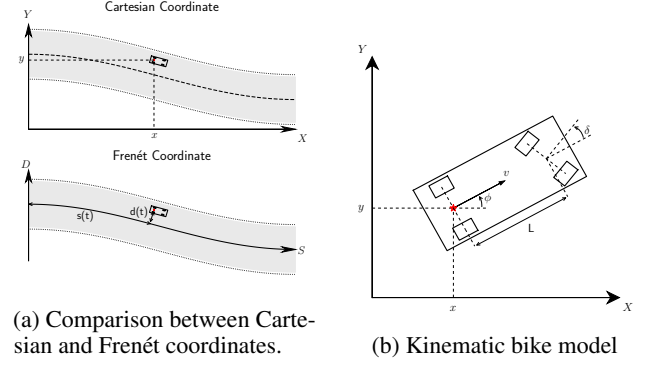 Cartesian Coordinate
Y
y
x
X
Frenét Coordinate
D
s(t)
d(t)
S
(a) Comparison between Carte-
sian and Frenét coordinates.
Y
δ
v
ϕ
y
L
x
X
(b) Kinematic bike model